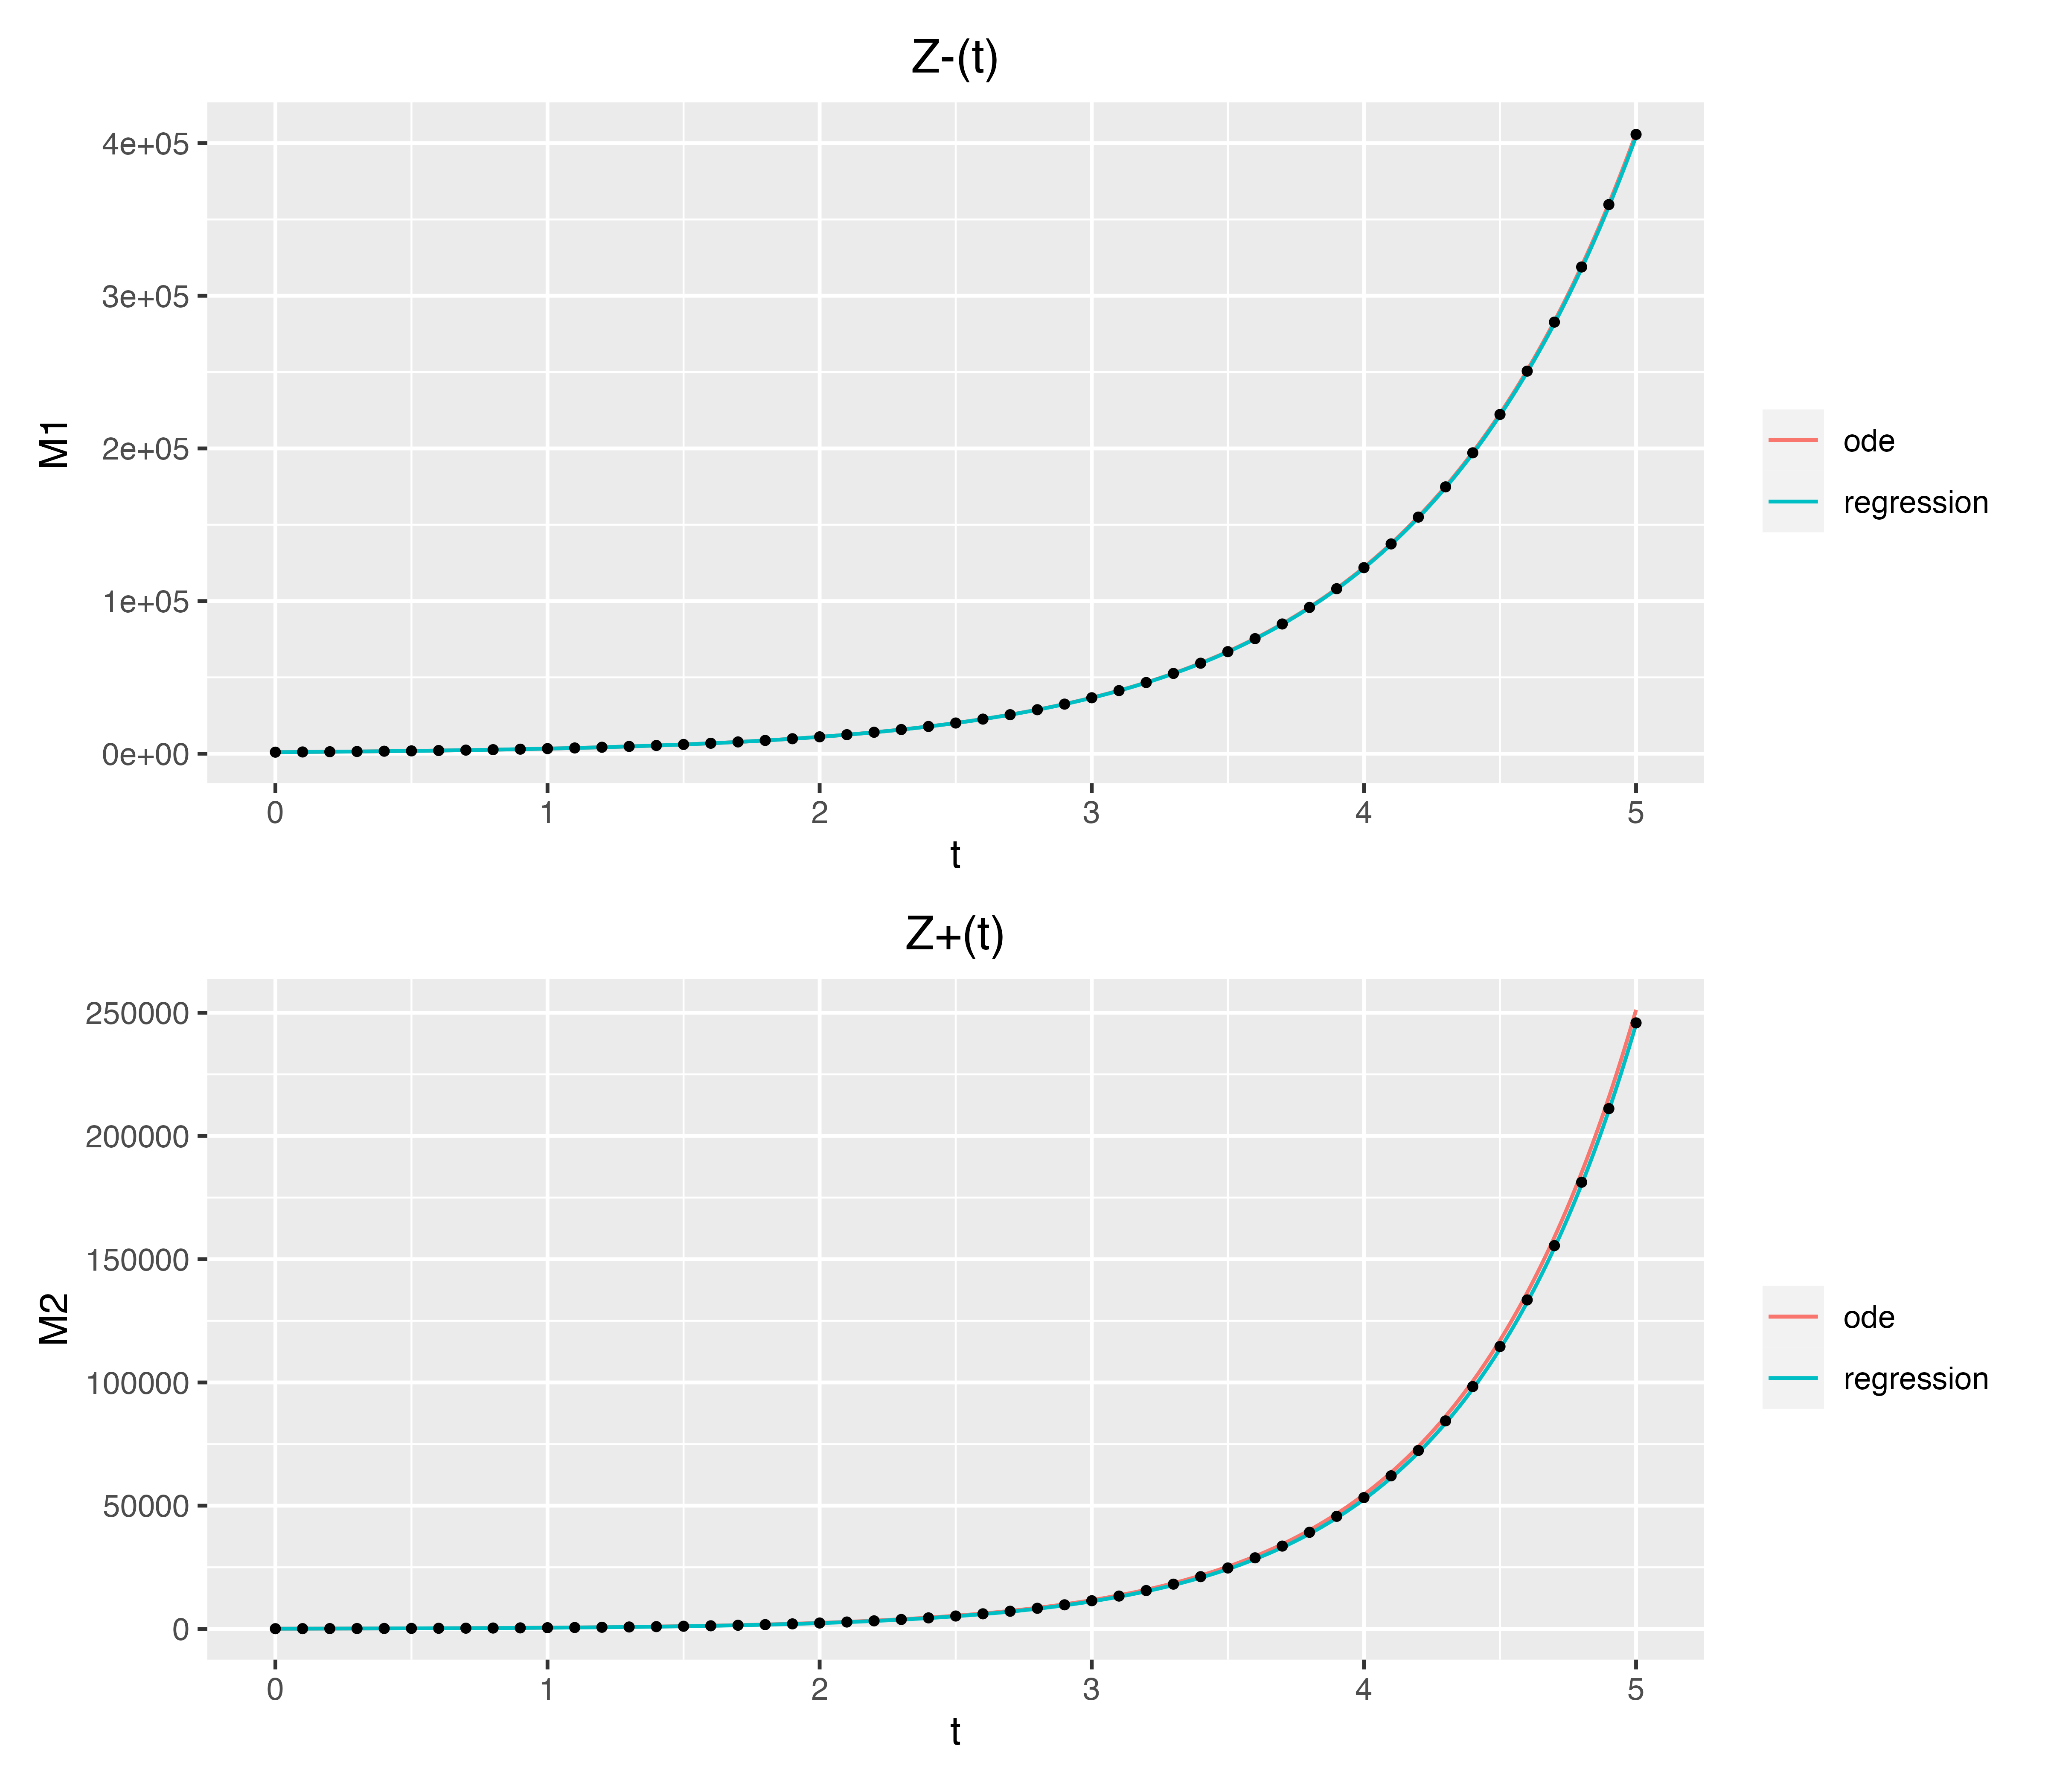 Z-(t)
4e+05
3e+05
2e+05
1e+05
0e+00
M1
0 1 2 3 4 5
t
ode
regression
Z+(t)
250000
200000
150000
100000
50000
0
M2
0 1 2 3 4 5
t
ode
regression